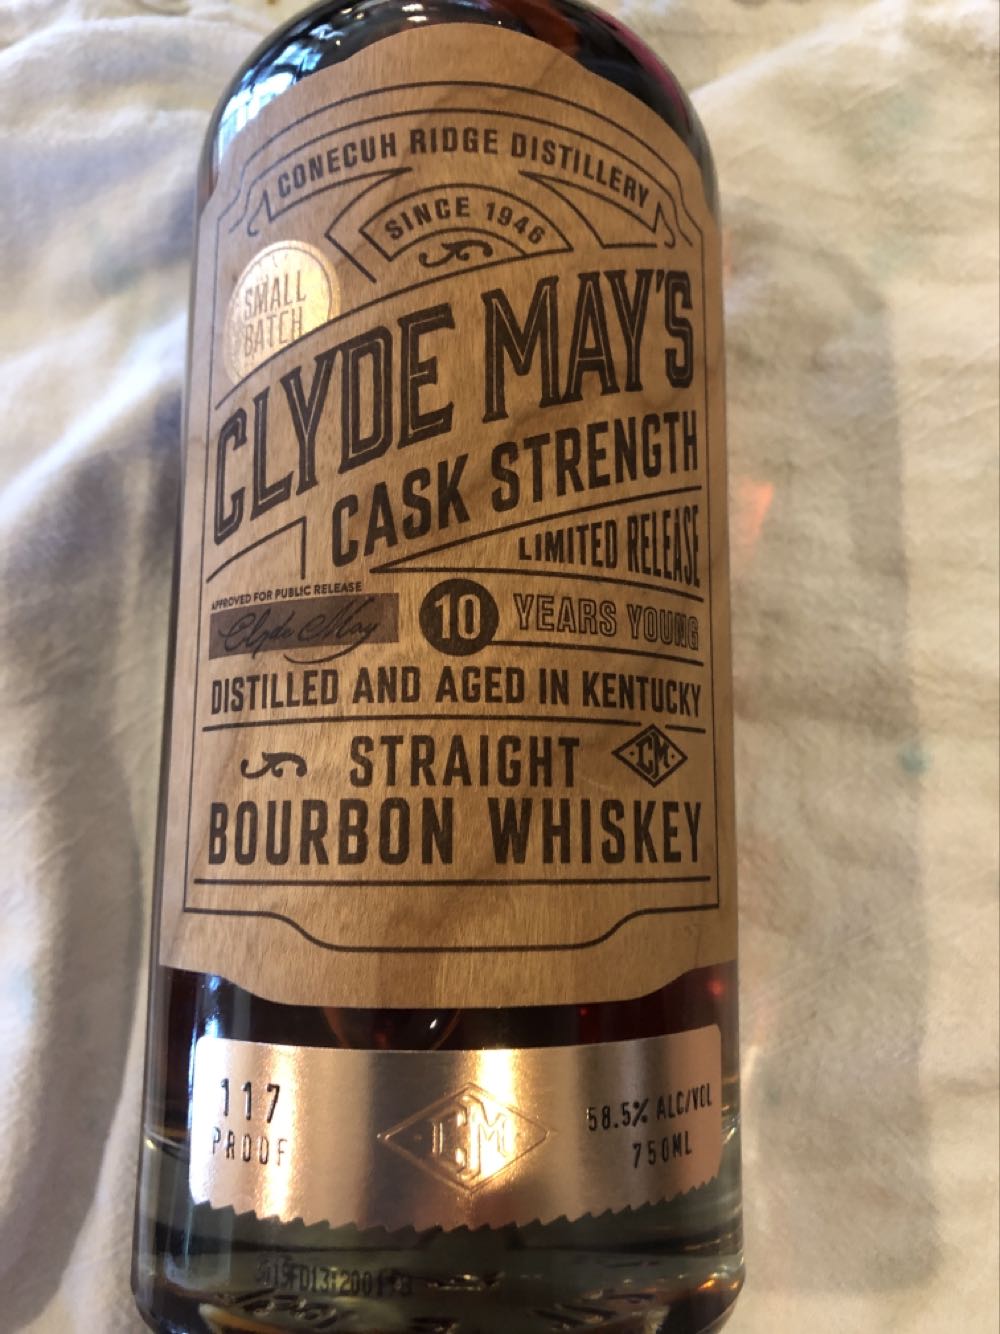 CONECUH RIDGE DISTILLERY
SINCE 1946
SMALL
BATCH
CLYDE MAY'S
CASK STRENGTH
LIMITED RELEASE
APPROVED FOR PUBLIC RELEASE
Clyde May
10 YEARS YOUNG
DISTILLED AND AGED IN KENTUCKY
STRAIGHT
CM
BOURBON WHISKEY
117
PROOF
CM
58.5% ALC/VOL
750ML